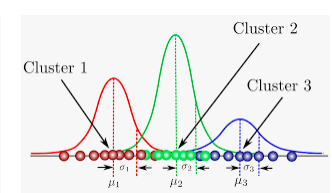 Cluster 2
Cluster 1
Cluster 3
σ₁ σ₂ σ₃
μ₁ μ₂ μ₃